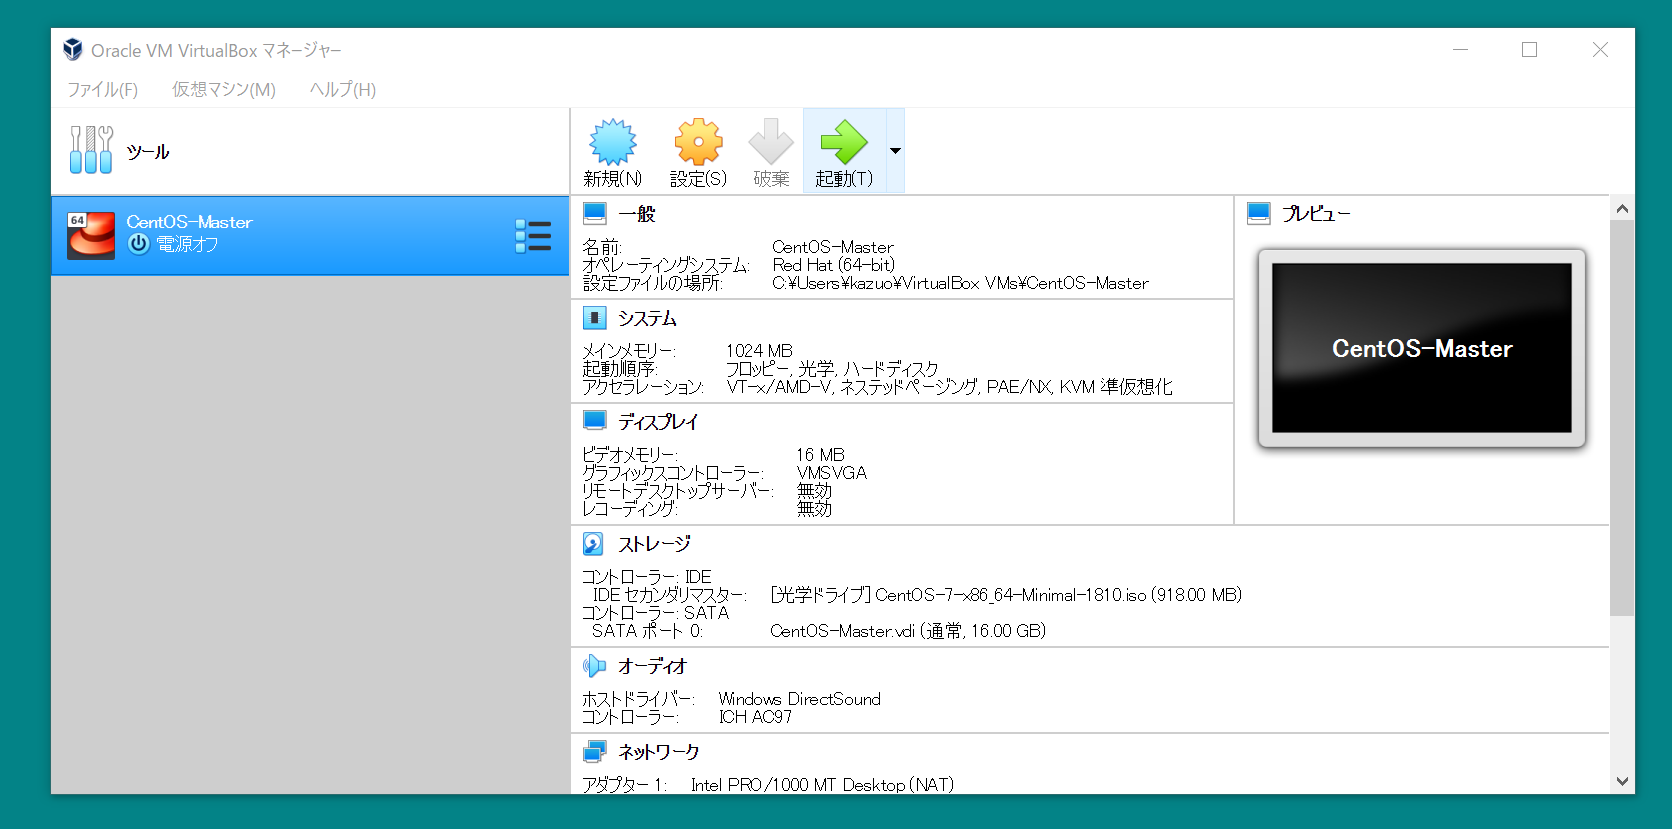 Oracle VM VirtualBox マネージャー
ファイル(F) 仮想マシン(M) ヘルプ(H)
ツール
新規(N) 設定(S) 破棄 起動(T)
64
CentOS-Master
電源オフ
一般
名前: CentOS-Master
オペレーティングシステム: Red Hat (64-bit)
設定ファイルの場所: C:¥Users¥kazuo¥VirtualBox VMs¥CentOS-Master
システム
メインメモリー: 1024 MB
起動順序: フロッピー, 光学, ハードディスク
アクセラレーション: VT-x/AMD-V, ネステッドページング, PAE/NX, KVM 準仮想化
ディスプレイ
ビデオメモリー: 16 MB
グラフィックスコントローラー: VMSVGA
リモートデスクトップサーバー: 無効
レコーディング: 無効
プレビュー
CentOS-Master
ストレージ
コントローラー: IDE
IDE セカンダリマスター: [光学ドライブ] CentOS-7-x86_64-Minimal-1810.iso (918.00 MB)
コントローラー: SATA
SATA ポート 0: CentOS-Master.vdi (通常, 16.00 GB)
オーディオ
ホストドライバー: Windows DirectSound
コントローラー: ICH AC97
ネットワーク
アダプター 1: Intel PRO/1000 MT Desktop (NAT)